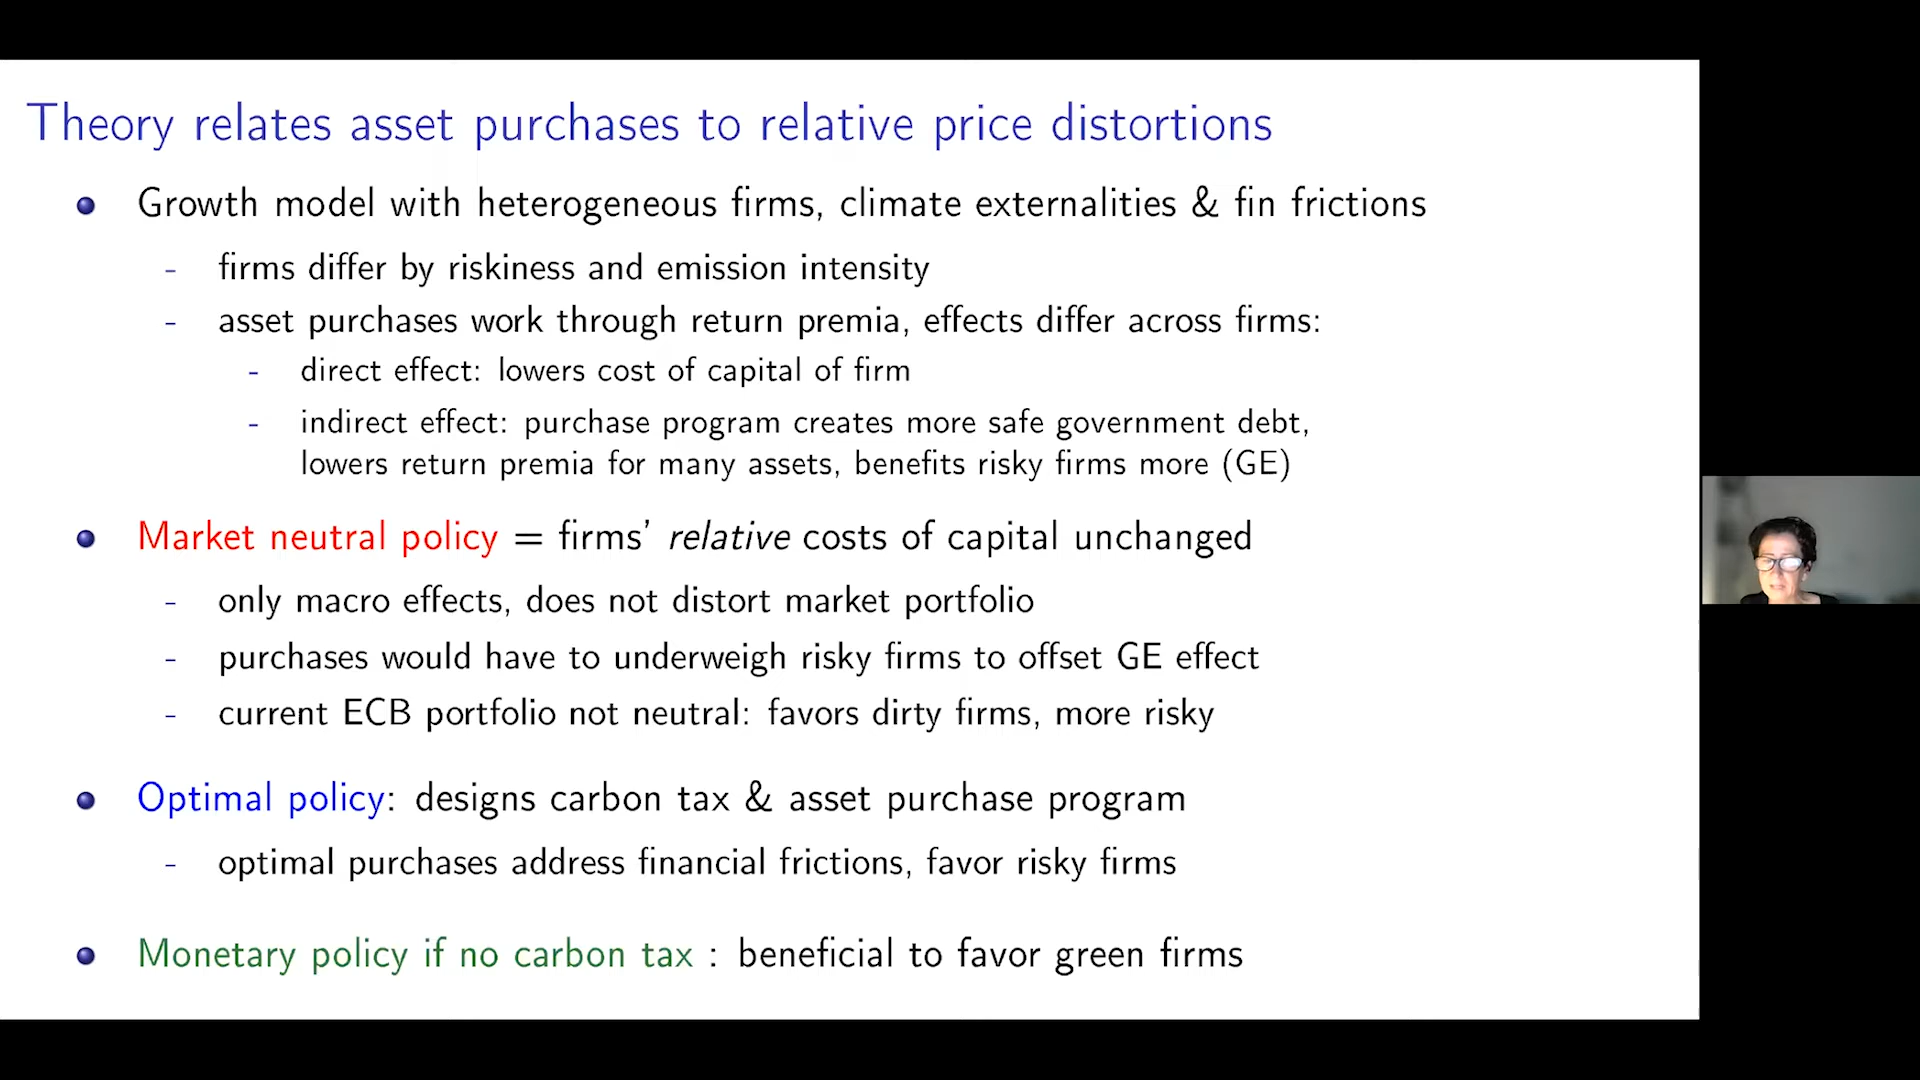 Theory relates asset purchases to relative price distortions
Growth model with heterogeneous firms, climate externalities & fin frictions
- firms differ by riskiness and emission intensity
- asset purchases work through return premia, effects differ across firms:
- direct effect: lowers cost of capital of firm
- indirect effect: purchase program creates more safe government debt,
lowers return premia for many assets, benefits risky firms more (GE)
Market neutral policy = firms' relative costs of capital unchanged
- only macro effects, does not distort market portfolio
- purchases would have to underweigh risky firms to offset GE effect
- current ECB portfolio not neutral: favors dirty firms, more risky
Optimal policy: designs carbon tax & asset purchase program
- optimal purchases address financial frictions, favor risky firms
Monetary policy if no carbon tax : beneficial to favor green firms